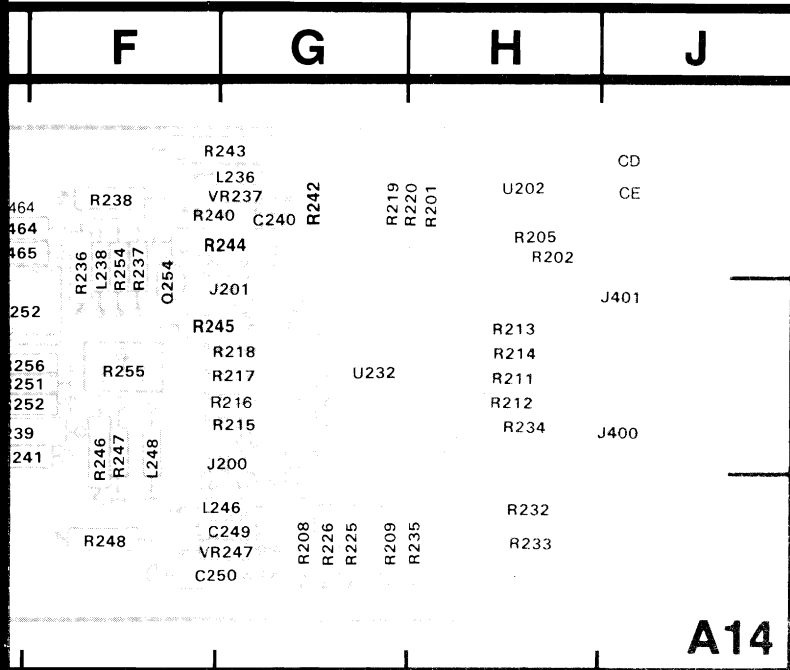 F G H J
R243
L236
VR237
R240
C240
R242
R219
R220
R201
U202
CD
CE
R238
464
464
465
R236
L238
R254
R237
Q254
R244
R205
R202
J201
J401
252
R245
R213
R218
R214
256
R255
R217
U232
R211
251
252
R216
R212
R215
R234
J400
39
241
R246
R247
L248
J200
L246
R232
C249
R248
VR247
R208
R226
R225
R209
R235
R233
C250
A14